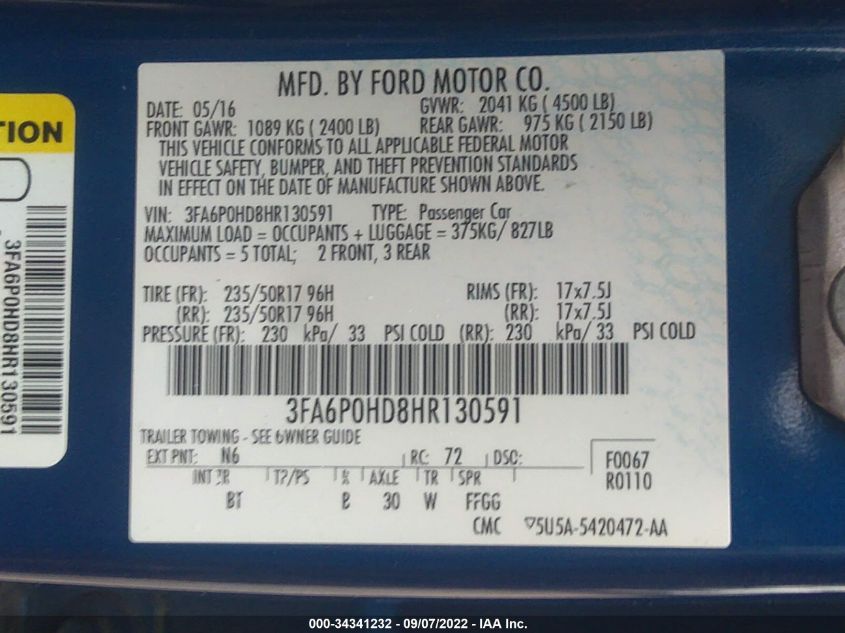 MFD. BY FORD MOTOR CO.
DATE: 05/16 GVWR: 2041 KG ( 4500 LB)
FRONT GAWR: 1089 KG ( 2400 LB) REAR GAWR: 975 KG ( 2150 LB)
THIS VEHICLE CONFORMS TO ALL APPLICABLE FEDERAL MOTOR
VEHICLE SAFETY, BUMPER, AND THEFT PREVENTION STANDARDS
IN EFFECT ON THE DATE OF MANUFACTURE SHOWN ABOVE.
VIN: 3FA6P0HD8HR130591 TYPE: Passenger Car
MAXIMUM LOAD = OCCUPANTS + LUGGAGE = 375KG/ 827LB
OCCUPANTS = 5 TOTAL; 2 FRONT, 3 REAR
TIRE (FR): 235/50R17 96H RIMS (FR): 17x7.5J
(RR): 235/50R17 96H (RR): 17x7.5J
PRESSURE (FR): 230 kPa/ 33 PSI COLD (RR): 230 kPa/ 33 PSI COLD
3FA6P0HD8HR130591
TRAILER TOWING - SEE OWNER GUIDE
EXT PNT: N6 RC: 72 DSO: F0067
INT TR TP/PS R AXLE TR SPR R0110
BT B 30 W FFGG
CMC ▽5U5A-5420472-AA
TION
3FA6P0HD8HR130591
000-34341232 - 09/07/2022 - IAA Inc.